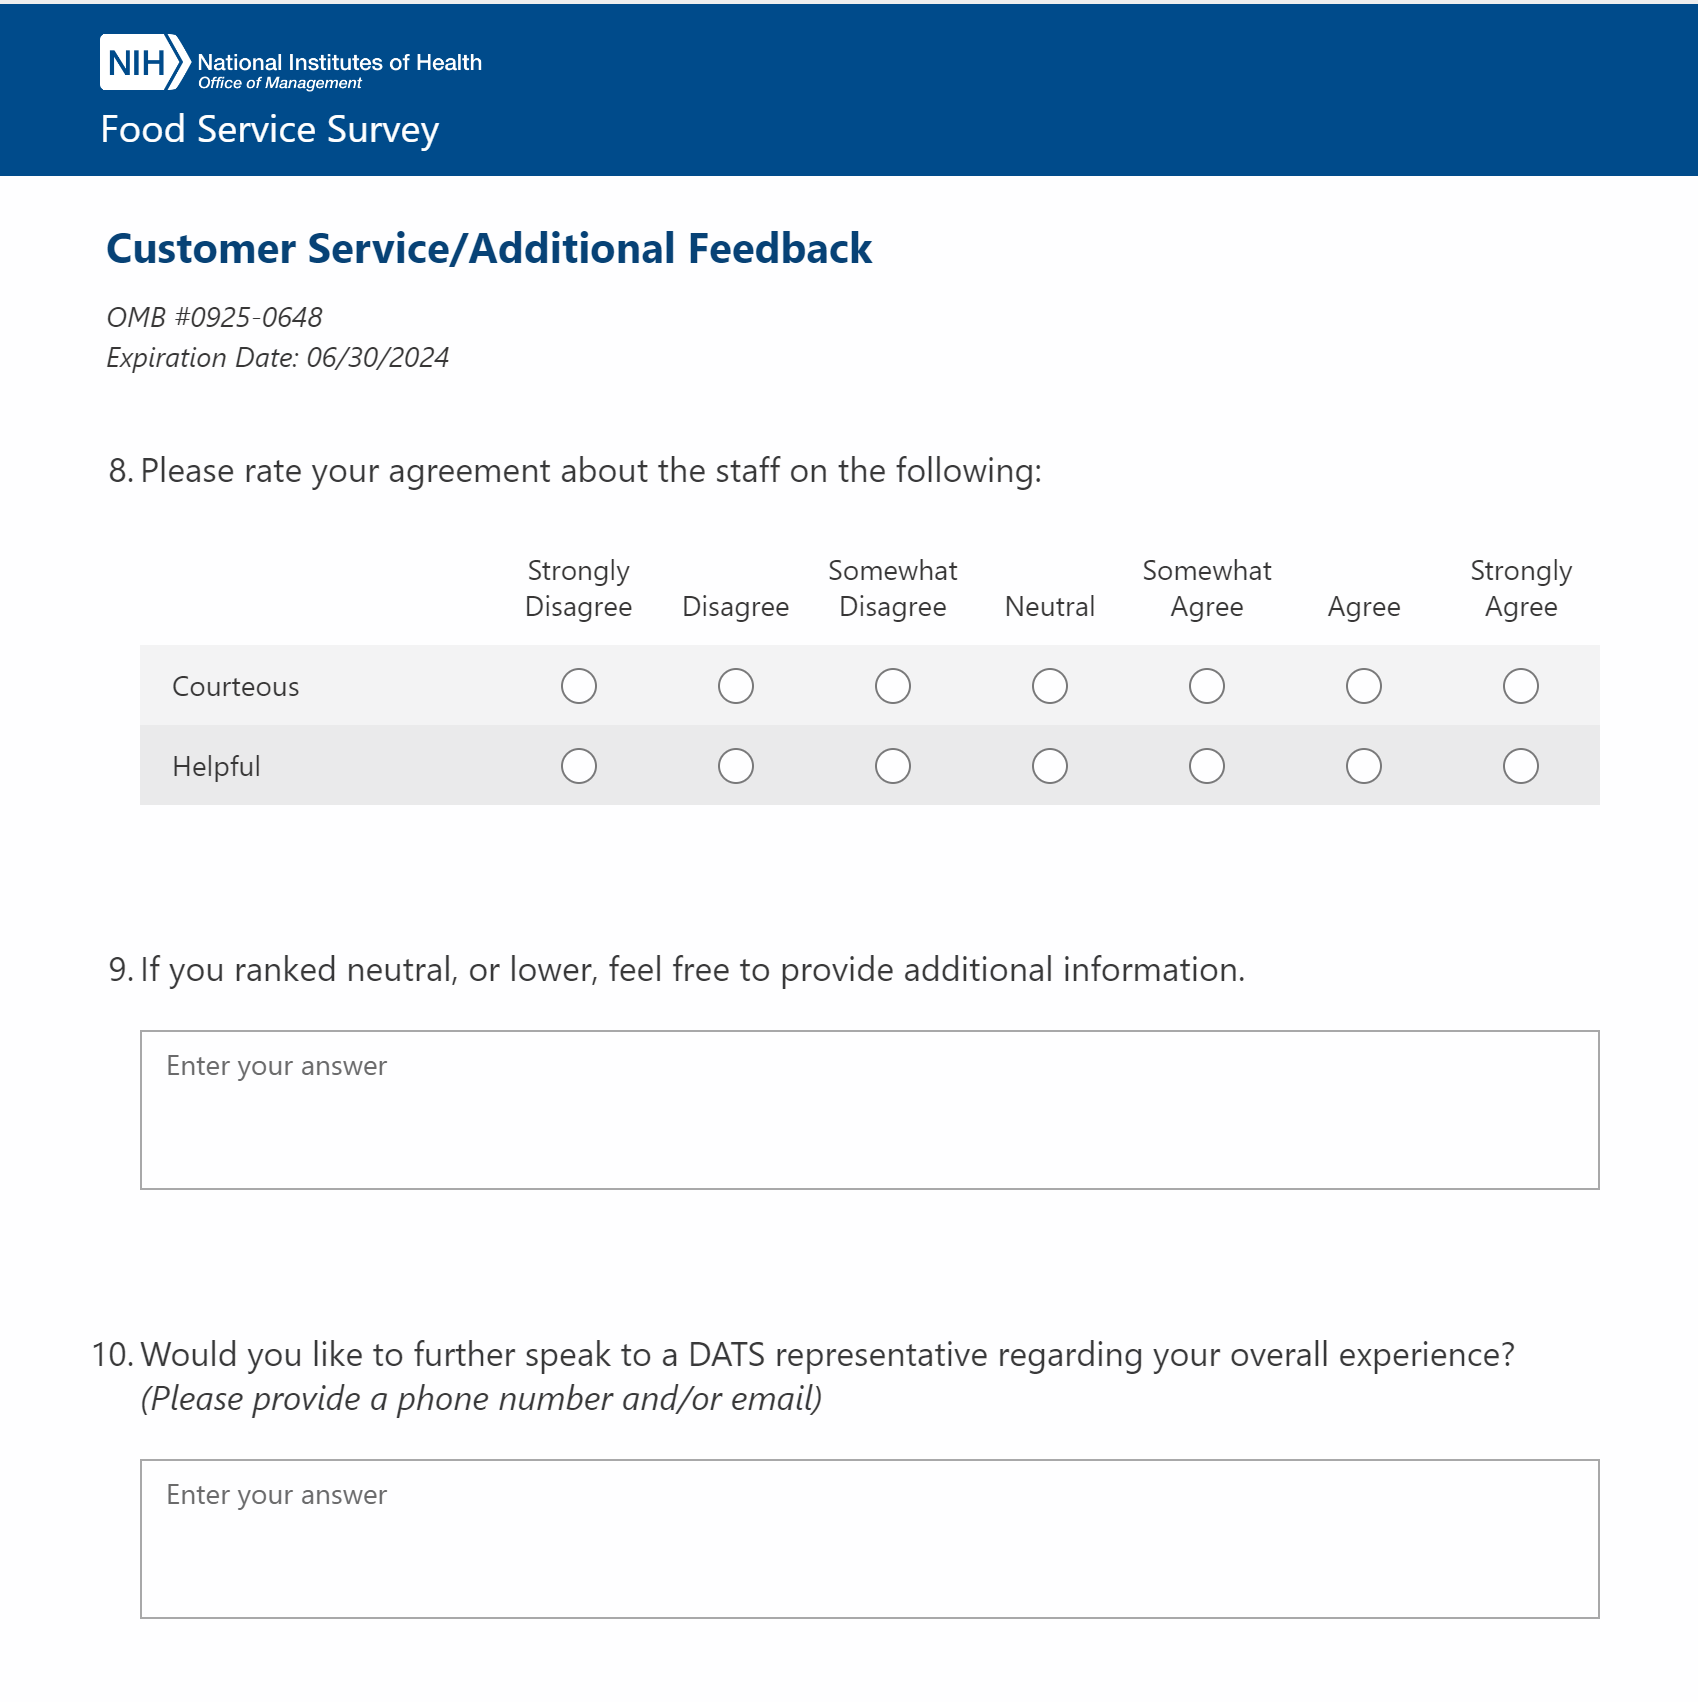 NIH National Institutes of Health
Office of Management
Food Service Survey
Customer Service/Additional Feedback
OMB #0925-0648
Expiration Date: 06/30/2024
8. Please rate your agreement about the staff on the following:
Strongly Disagree Disagree Somewhat Disagree Neutral Somewhat Agree Agree Strongly Agree
Courteous
Helpful
9. If you ranked neutral, or lower, feel free to provide additional information.
Enter your answer
10. Would you like to further speak to a DATS representative regarding your overall experience?
(Please provide a phone number and/or email)
Enter your answer